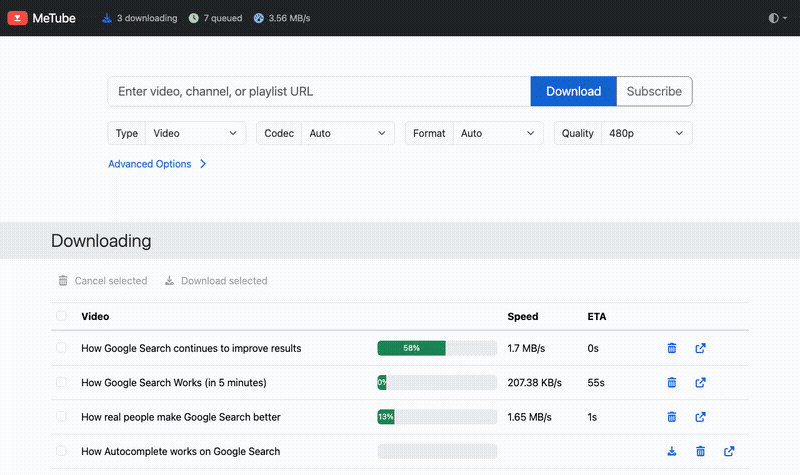 MeTube 3 downloading 7 queued 3.56 MB/s
Enter video, channel, or playlist URL Download Subscribe
Type Video Codec Auto Format Auto Quality 480p
Advanced Options
Downloading
Cancel selected Download selected
Video Speed ETA
How Google Search continues to improve results 58% 1.7 MB/s 0s
How Google Search Works (in 5 minutes) 0% 207.38 KB/s 55s
How real people make Google Search better 13% 1.65 MB/s 1s
How Autocomplete works on Google Search